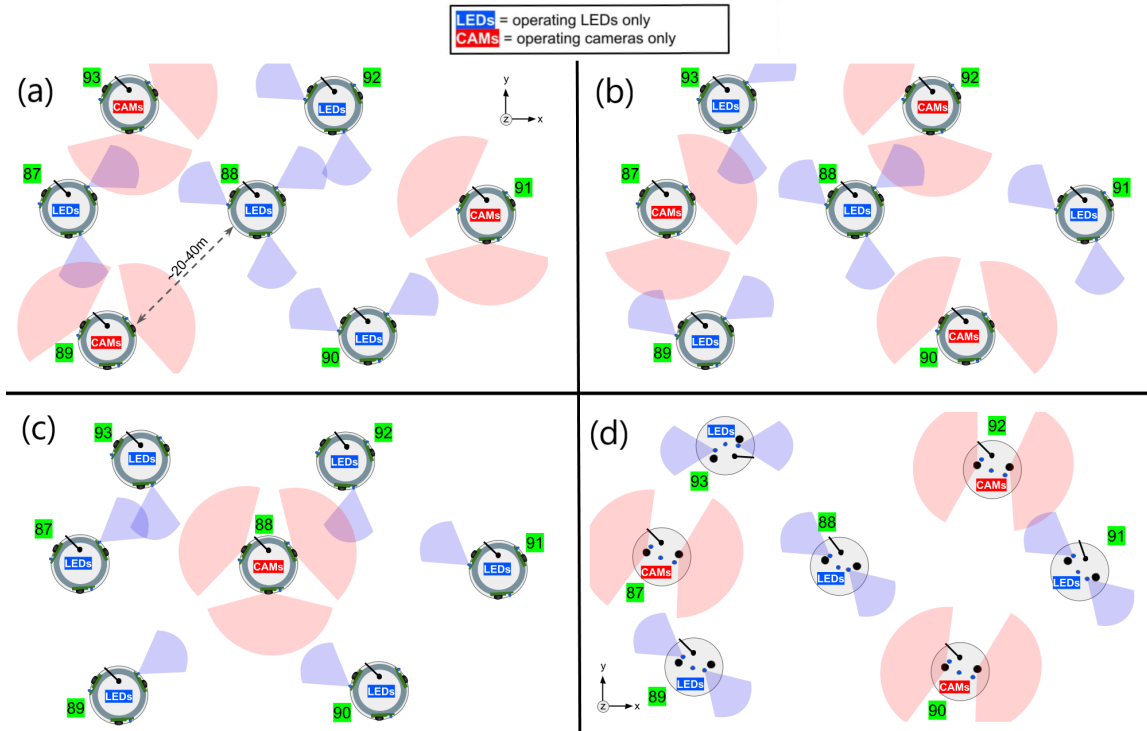 LEDs = operating LEDs only
CAMs = operating cameras only
(a)
93
CAMs
92
LEDs
y
z
x
87
LEDs
88
LEDs
91
CAMs
~20-40m
89
CAMs
90
LEDs
(b)
93
LEDs
92
CAMs
87
CAMs
88
LEDs
91
LEDs
89
LEDs
90
CAMs
(c)
93
LEDs
92
LEDs
87
LEDs
88
CAMs
91
LEDs
89
LEDs
90
LEDs
(d)
LEDs
93
92
CAMs
87
CAMs
88
LEDs
91
LEDs
89
LEDs
90
CAMs
y
z
x